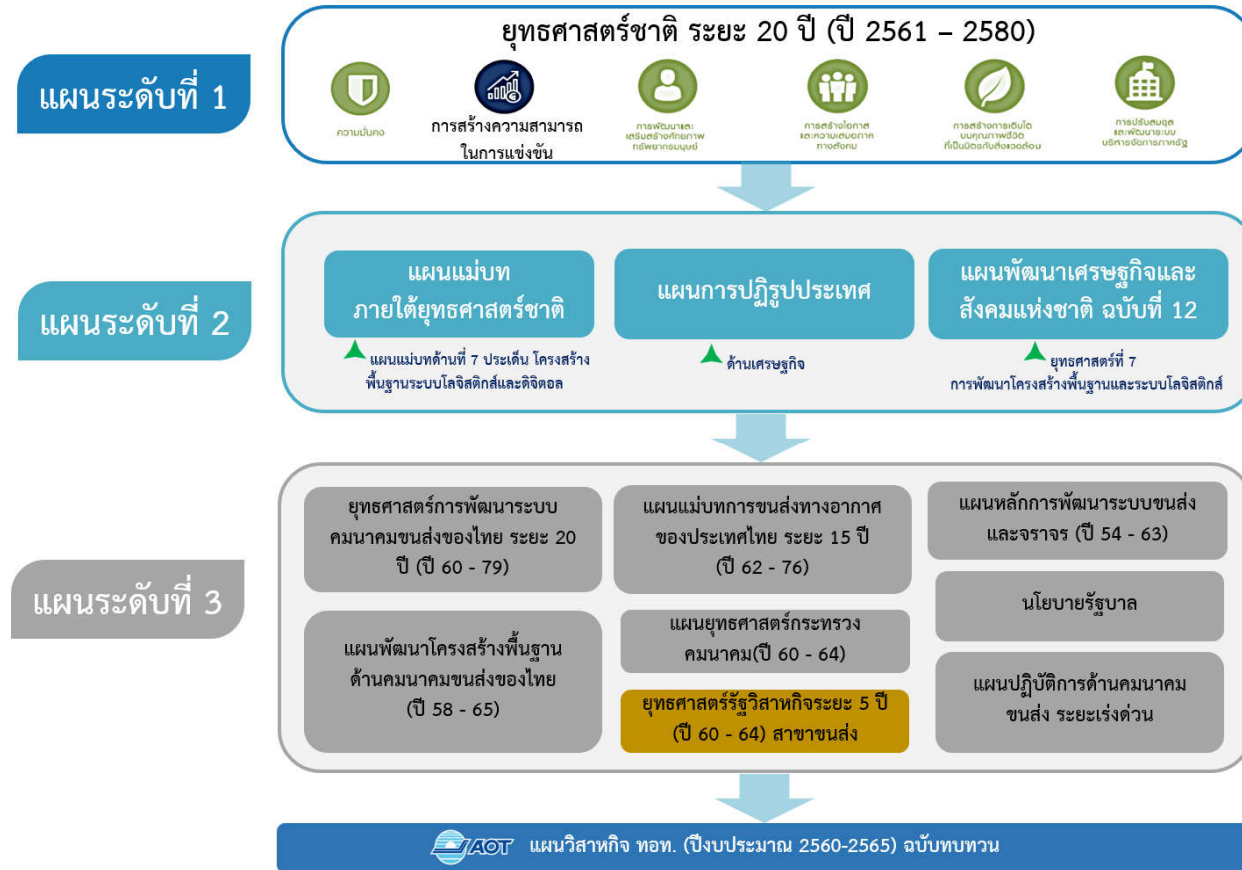 ยุทธศาสตร์ชาติ ระยะ 20 ปี (ปี 2561 – 2580)
แผนระดับที่ 1
ความมั่นคง
การสร้างความสามารถ
ในการแข่งขัน
การพัฒนาและ
เสริมสร้างศักยภาพ
ทรัพยากรมนุษย์
การสร้างโอกาส
และความเสมอภาค
ทางสังคม
การสร้างการเติบโต
บนคุณภาพชีวิต
ที่เป็นมิตรกับสิ่งแวดล้อม
การปรับสมดุล
และพัฒนาระบบ
บริหารจัดการภาครัฐ
แผนระดับที่ 2
แผนแม่บท
ภายใต้ยุทธศาสตร์ชาติ
แผนแม่บทด้านที่ 7 ประเด็น โครงสร้าง
พื้นฐานระบบโลจิสติกส์และดิจิตอล
แผนการปฏิรูปประเทศ
ด้านเศรษฐกิจ
แผนพัฒนาเศรษฐกิจและ
สังคมแห่งชาติ ฉบับที่ 12
ยุทธศาสตร์ที่ 7
การพัฒนาโครงสร้างพื้นฐานและระบบโลจิสติกส์
แผนระดับที่ 3
ยุทธศาสตร์การพัฒนาระบบ
คมนาคมขนส่งของไทย ระยะ 20
ปี (ปี 60 - 79)
แผนพัฒนาโครงสร้างพื้นฐาน
ด้านคมนาคมขนส่งของไทย
(ปี 58 - 65)
แผนแม่บทการขนส่งทางอากาศ
ของประเทศไทย ระยะ 15 ปี
(ปี 62 - 76)
แผนยุทธศาสตร์กระทรวง
คมนาคม(ปี 60 - 64)
ยุทธศาสตร์รัฐวิสาหกิจระยะ 5 ปี
(ปี 60 - 64) สาขาขนส่ง
แผนหลักการพัฒนาระบบขนส่ง
และจราจร (ปี 54 - 63)
นโยบายรัฐบาล
แผนปฏิบัติการด้านคมนาคม
ขนส่ง ระยะเร่งด่วน
AOT แผนวิสาหกิจ ทอท. (ปีงบประมาณ 2560-2565) ฉบับทบทวน